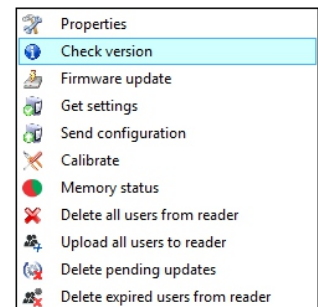 Properties
Check version
Firmware update
Get settings
Send configuration
Calibrate
Memory status
Delete all users from reader
Upload all users to reader
Delete pending updates
Delete expired users from reader